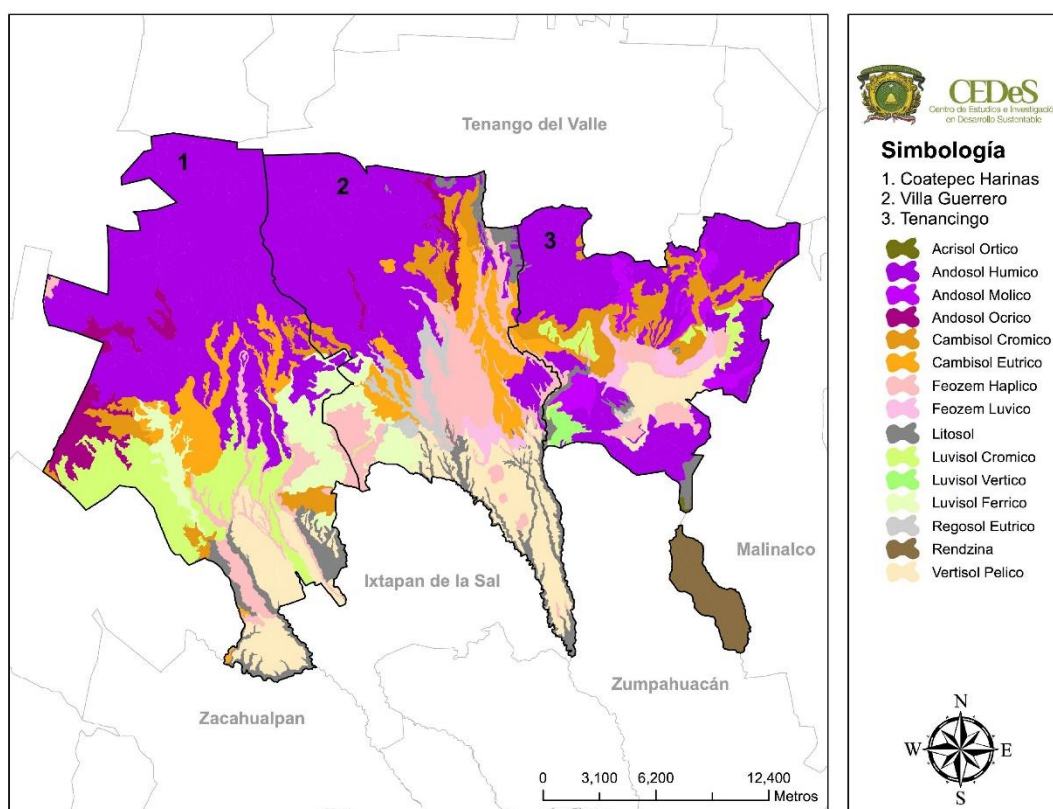 1
2
3
Tenango del Valle
Malinalco
Ixtapan de la Sal
Zumpahuacán
Zacahualpan
0 3,100 6,200 12,400
Metros
CEDeS
Centro de Estudios e Investigació
en Desarrollo Sustentable
Simbología
1. Coatepec Harinas
2. Villa Guerrero
3. Tenancingo
Acrisol Ortico
Andosol Humico
Andosol Molico
Andosol Ocrico
Cambisol Cromico
Cambisol Eutrico
Feozem Haplico
Feozem Luvico
Litosol
Luvisol Cromico
Luvisol Vertico
Luvisol Ferrico
Regosol Eutrico
Rendzina
Vertisol Pelico
N
W E
S